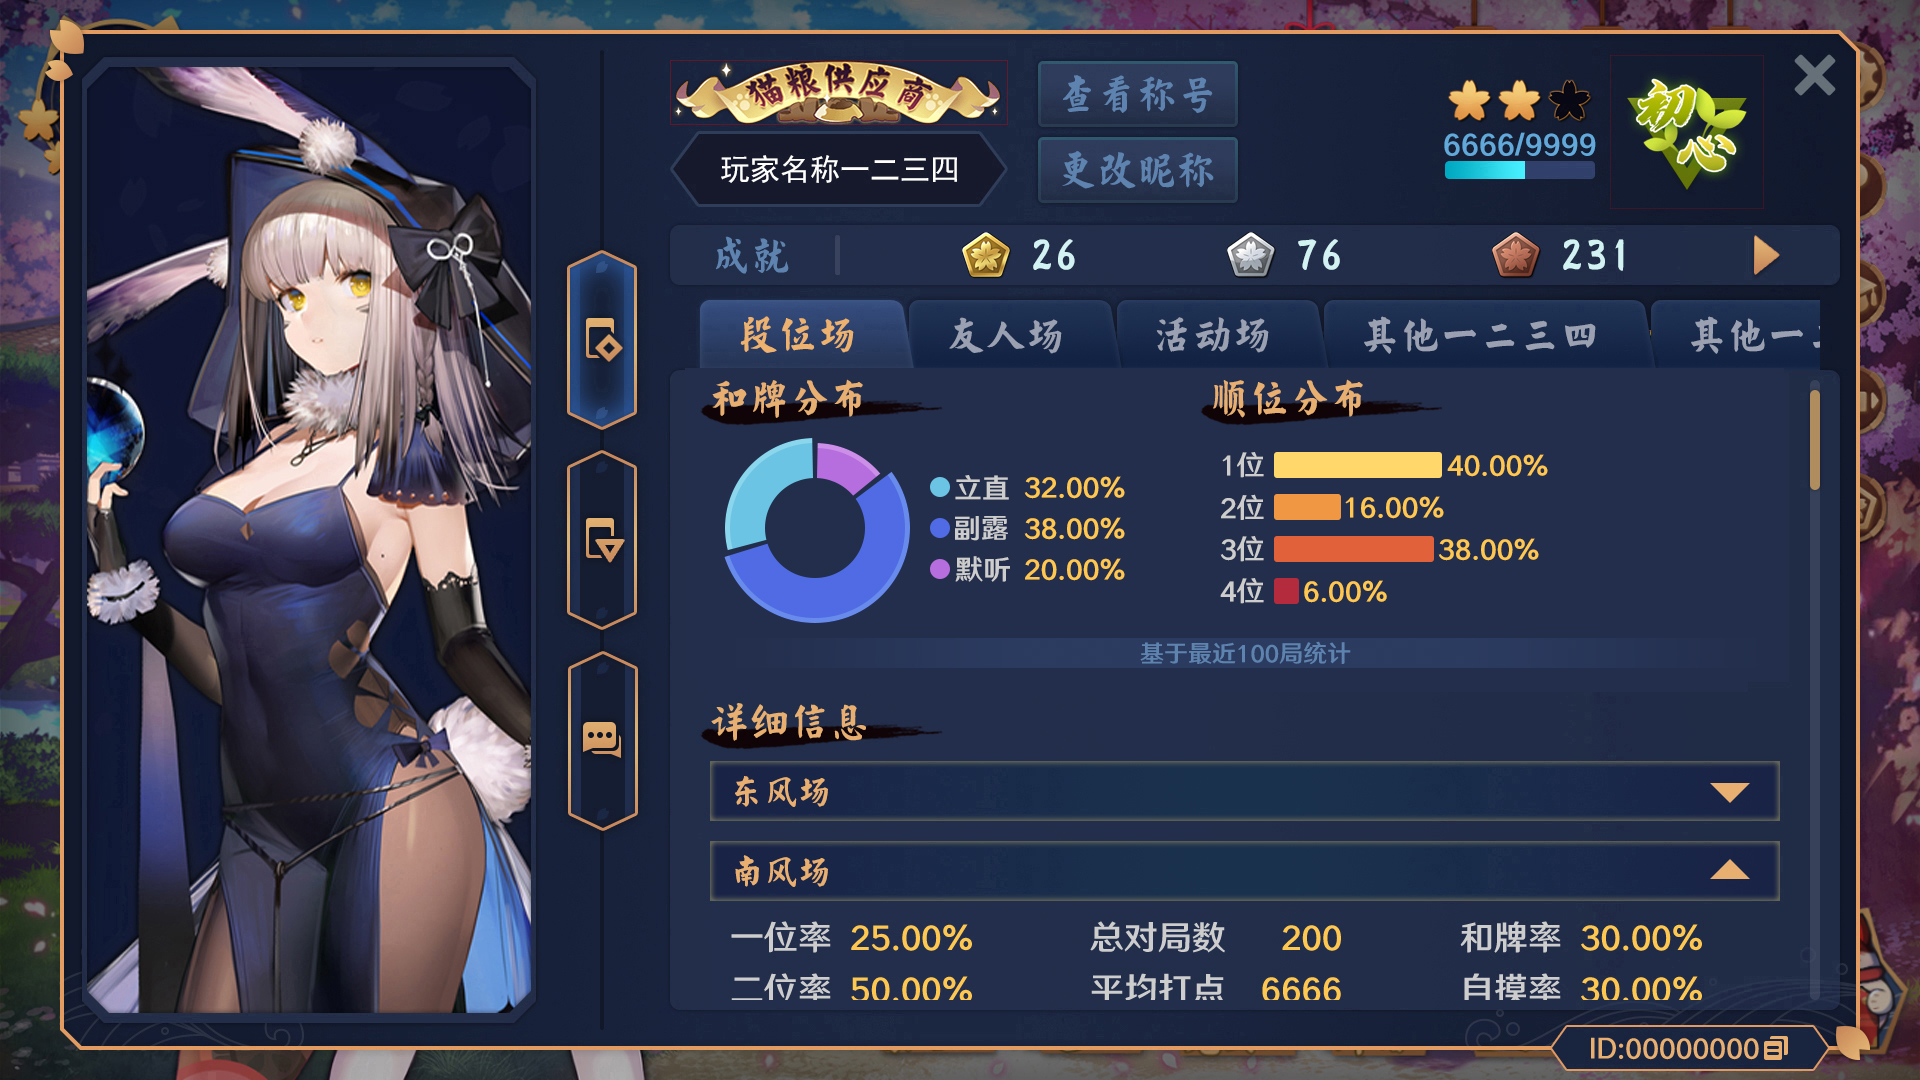 猫粮供应商
玩家名称一二三四
查看称号
更改昵称
6666/9999
初心
成就 26 76 231
段位场 友人场 活动场 其他一二三四 其他一
和牌分布
立直 32.00%
副露 38.00%
默听 20.00%
顺位分布
1位 40.00%
2位 16.00%
3位 38.00%
4位 6.00%
基于最近100局统计
详细信息
东风场
南风场
一位率 25.00% 总对局数 200 和牌率 30.00%
二位率 50.00% 平均打点 6666 自摸率 30.00%
ID:00000000